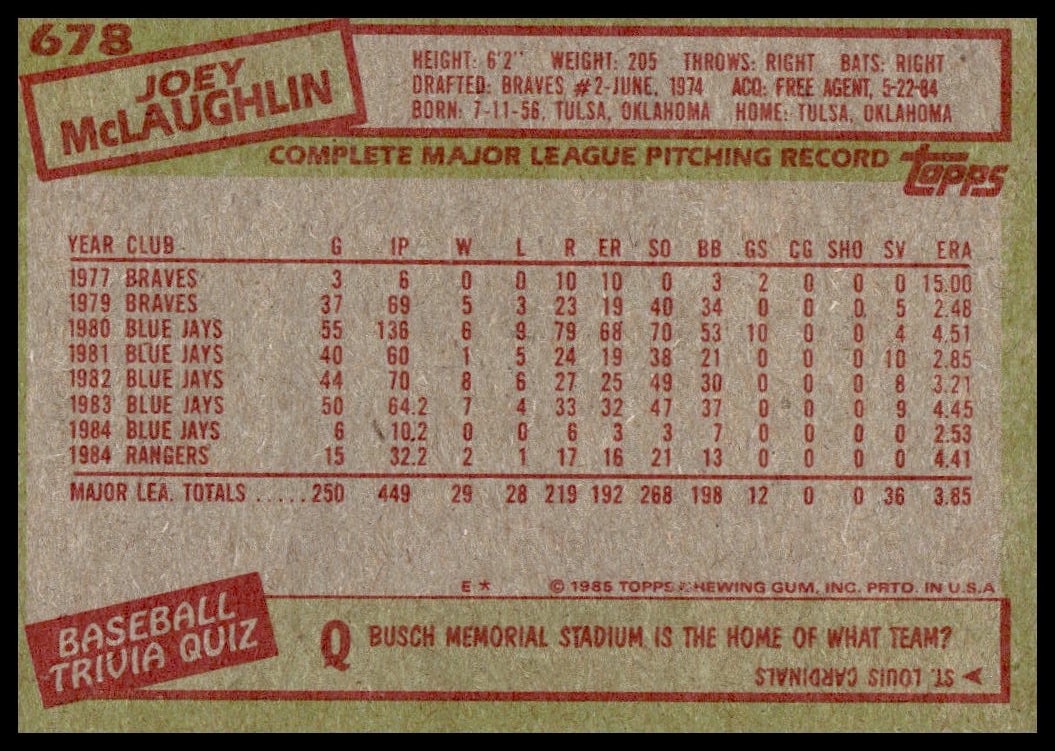 678
JOEY
McLAUGHLIN
HEIGHT: 6'2" WEIGHT: 205 THROWS: RIGHT BATS: RIGHT
DRAFTED: BRAVES #2-JUNE, 1974 ACQ: FREE AGENT, 5-22-84
BORN: 7-11-56, TULSA, OKLAHOMA HOME: TULSA, OKLAHOMA
COMPLETE MAJOR LEAGUE PITCHING RECORD topps
YEAR CLUB G IP W L R ER SO BB GS CG SHO SV ERA
1977 BRAVES 3 6 0 0 10 10 0 3 2 0 0 0 15.00
1979 BRAVES 37 69 5 3 23 19 40 34 0 0 0 5 2.48
1980 BLUE JAYS 55 136 6 9 79 68 70 53 10 0 0 4 4.51
1981 BLUE JAYS 40 60 1 5 24 19 38 21 0 0 0 10 2.85
1982 BLUE JAYS 44 70 8 6 27 25 49 30 0 0 0 8 3.21
1983 BLUE JAYS 50 64.2 7 4 33 32 47 37 0 0 0 9 4.45
1984 BLUE JAYS 6 10.2 0 0 6 3 3 7 0 0 0 0 2.53
1984 RANGERS 15 32.2 2 1 17 16 21 13 0 0 0 0 4.41
MAJOR LEA. TOTALS .....250 449 29 28 219 192 268 198 12 0 0 36 3.85
E * © 1985 TOPPS CHEWING GUM, INC. PRTD. IN U.S.A
BASEBALL
TRIVIA QUIZ
Q BUSCH MEMORIAL STADIUM IS THE HOME OF WHAT TEAM?
ST. LOUIS CARDINALS